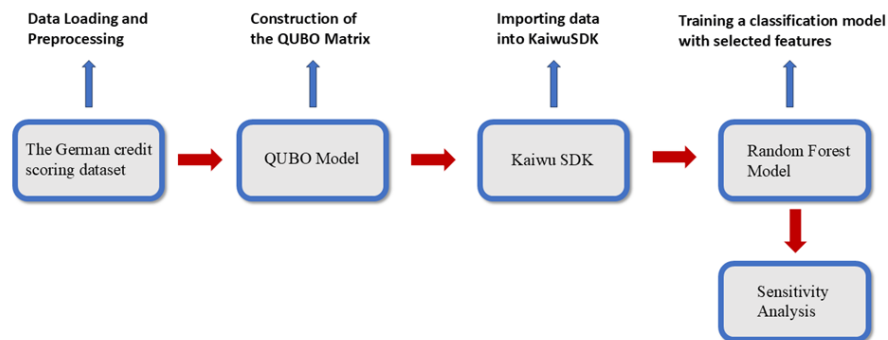 Data Loading and
Preprocessing
Construction of
the QUBO Matrix
Importing data
into KaiwuSDK
Training a classification model
with selected features
The German credit
scoring dataset
QUBO Model
Kaiwu SDK
Random Forest
Model
Sensitivity
Analysis